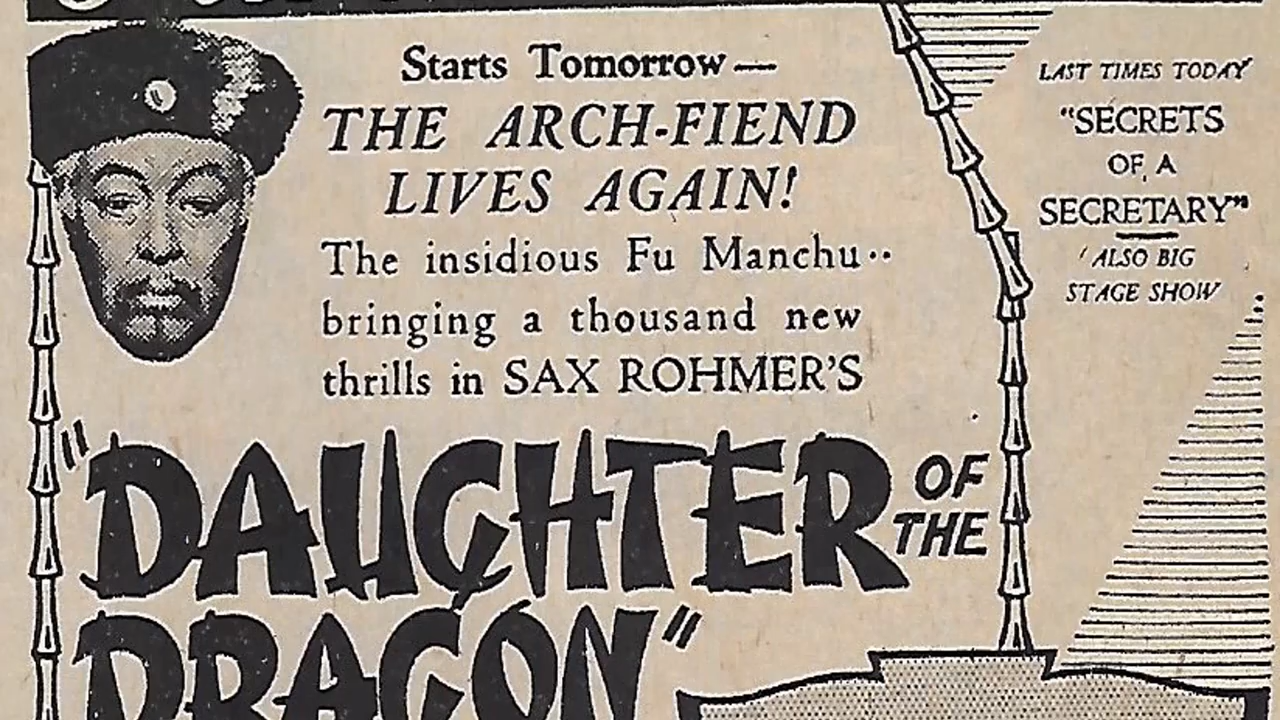 Starts Tomorrow—
THE ARCH-FIEND
LIVES AGAIN!
The insidious Fu Manchu··
bringing a thousand new
thrills in SAX ROHMER'S
"DAUGHTER OF THE
DRAGON"
LAST TIMES TODAY
"SECRETS
OF A
SECRETARY"
ALSO BIG
STAGE SHOW